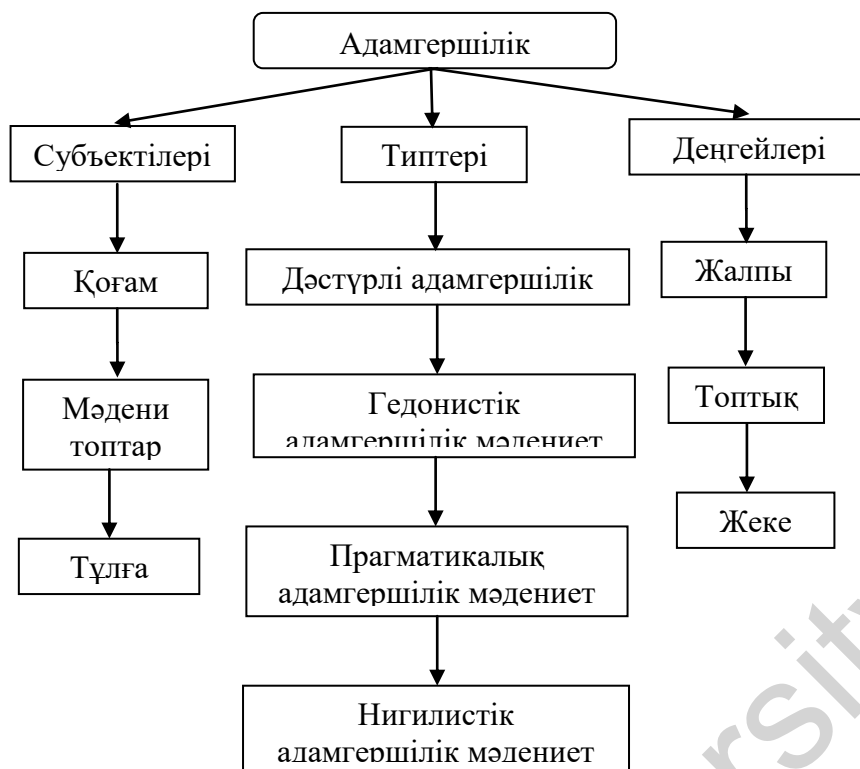 Адамгершілік
Субъектілері
Типтері
Деңгейлері
Қоғам
Дәстүрлі адамгершілік
Жалпы
Мәдени
топтар
Гедонистік
адамгершілік мәдениет
Топтық
Тұлға
Прагматикалық
адамгершілік мәдениет
Жеке
Нигилистік
адамгершілік мәдениет